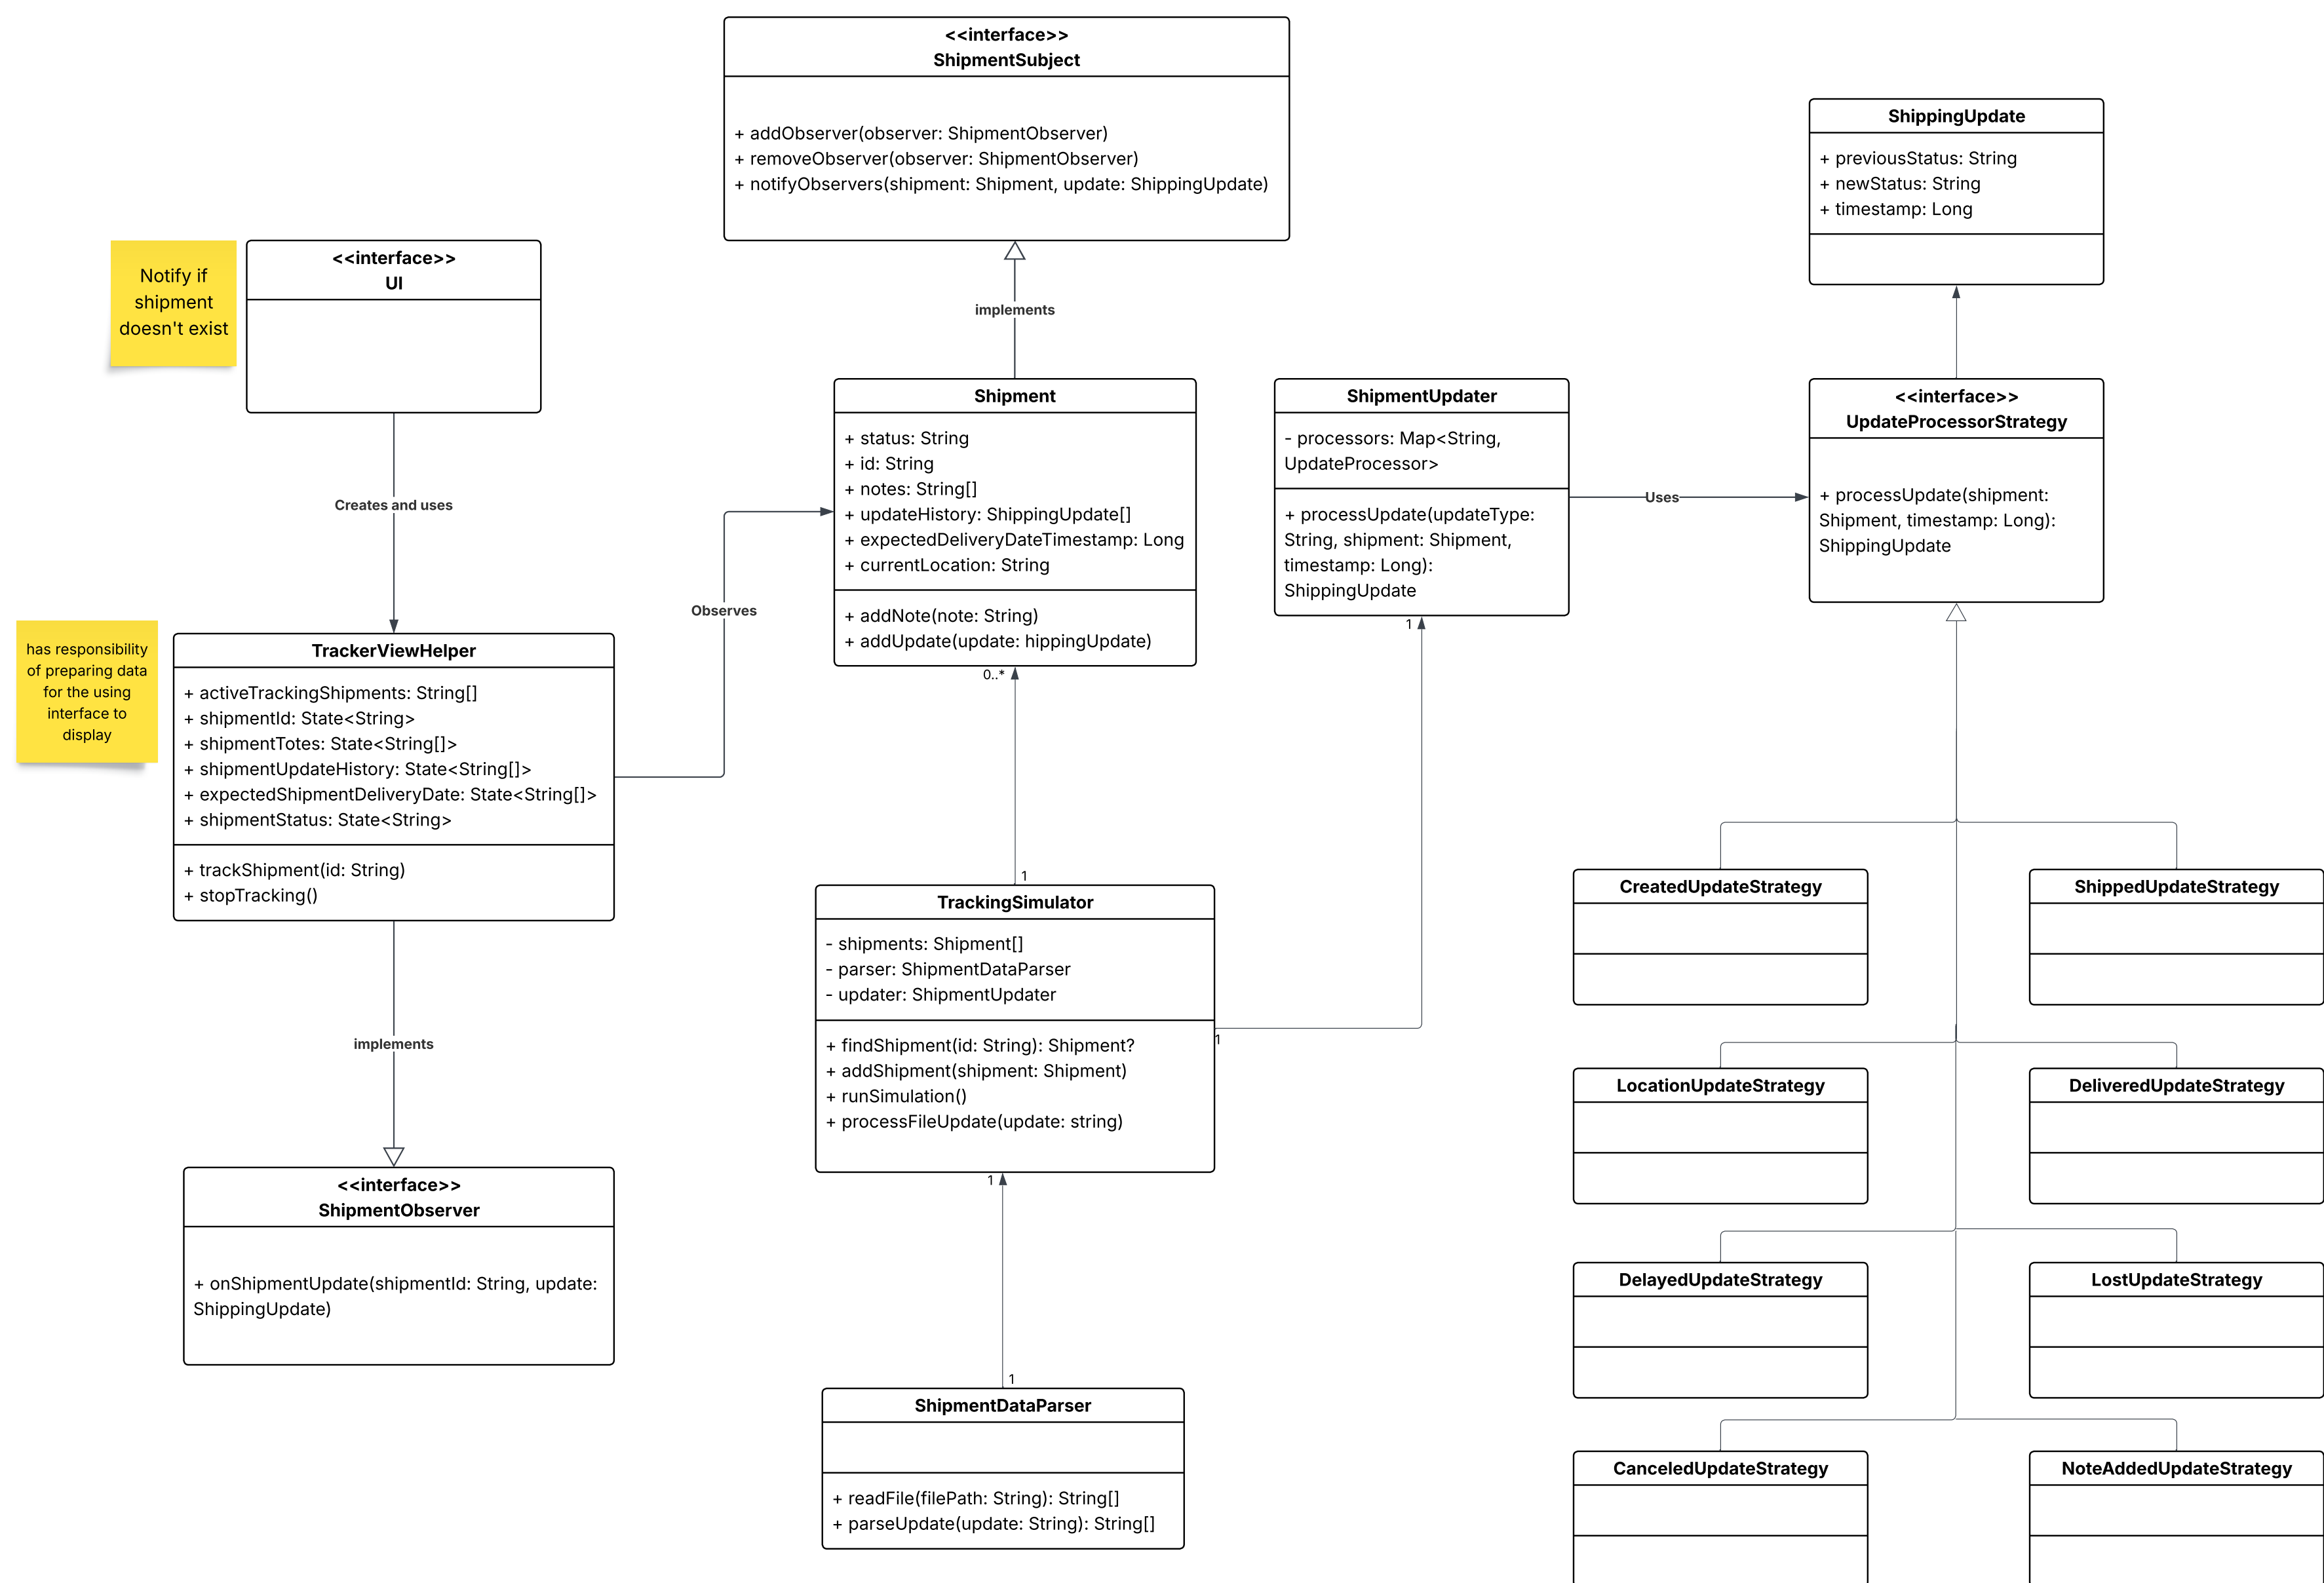 <<interface>>
ShipmentSubject
+ addObserver(observer: ShipmentObserver)
+ removeObserver(observer: ShipmentObserver)
+ notifyObservers(shipment: Shipment, update: ShippingUpdate)
ShippingUpdate
+ previousStatus: String
+ newStatus: String
+ timestamp: Long
Notify if
shipment
doesn't exist
<<interface>>
UI
implements
Creates and uses
Shipment
+ status: String
+ id: String
+ notes: String[]
+ updateHistory: ShippingUpdate[]
+ expectedDeliveryDateTimestamp: Long
+ currentLocation: String
+ addNote(note: String)
+ addUpdate(update: hippingUpdate)
0..*
ShipmentUpdater
- processors: Map<String,
UpdateProcessor>
+ processUpdate(updateType:
String, shipment: Shipment,
timestamp: Long):
ShippingUpdate
1
Uses
<<interface>>
UpdateProcessorStrategy
+ processUpdate(shipment:
Shipment, timestamp: Long):
ShippingUpdate
Observes
has responsibility
of preparing data
for the using
interface to
display
TrackerViewHelper
+ activeTrackingShipments: String[]
+ shipmentId: State<String>
+ shipmentTotes: State<String[]>
+ shipmentUpdateHistory: State<String[]>
+ expectedShipmentDeliveryDate: State<String[]>
+ shipmentStatus: State<String>
+ trackShipment(id: String)
+ stopTracking()
implements
<<interface>>
ShipmentObserver
+ onShipmentUpdate(shipmentId: String, update:
ShippingUpdate)
1
TrackingSimulator
- shipments: Shipment[]
- parser: ShipmentDataParser
- updater: ShipmentUpdater
+ findShipment(id: String): Shipment?
+ addShipment(shipment: Shipment)
+ runSimulation()
+ processFileUpdate(update: string)
1
1
1
ShipmentDataParser
+ readFile(filePath: String): String[]
+ parseUpdate(update: String): String[]
CreatedUpdateStrategy
ShippedUpdateStrategy
LocationUpdateStrategy
DeliveredUpdateStrategy
DelayedUpdateStrategy
LostUpdateStrategy
CanceledUpdateStrategy
NoteAddedUpdateStrategy